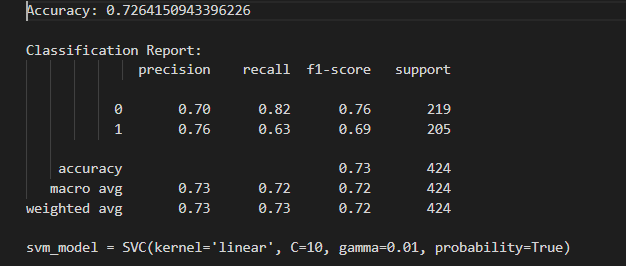 Accuracy: 0.7264150943396226
Classification Report:
precision recall f1-score support
0 0.70 0.82 0.76 219
1 0.76 0.63 0.69 205
accuracy 0.73 424
macro avg 0.73 0.72 0.72 424
weighted avg 0.73 0.73 0.72 424
svm_model = SVC(kernel='linear', C=10, gamma=0.01, probability=True)